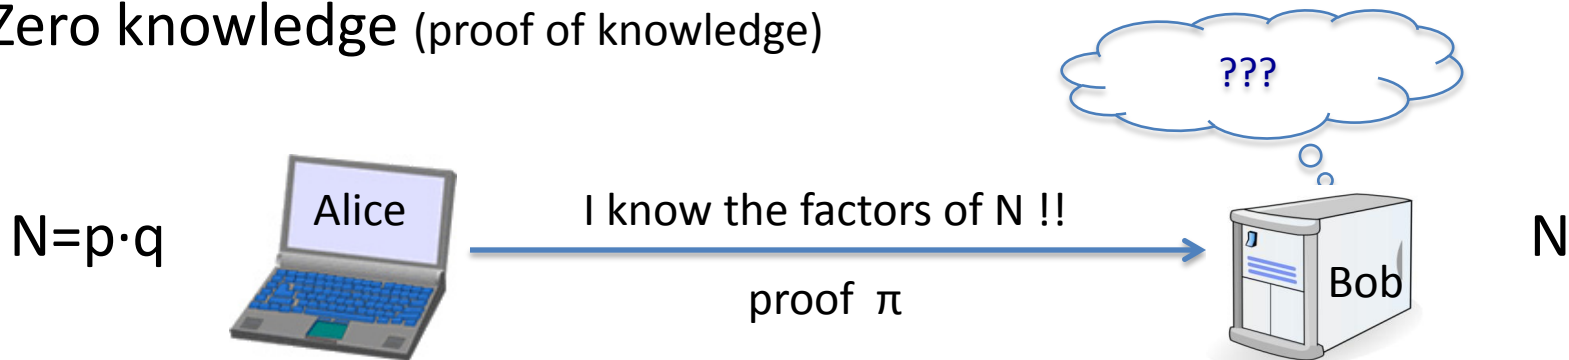 Zero knowledge (proof of knowledge)
???
Alice
I know the factors of N !!
N=p·q
N
Bob
proof π